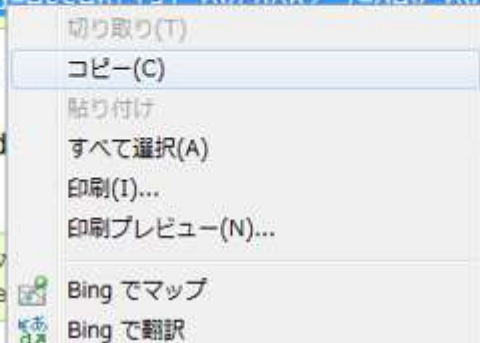 切り取り(T)
コピー(C)
貼り付け
すべて選択(A)
印刷(I)...
印刷プレビュー(N)...
Bing でマップ
Bing で翻訳